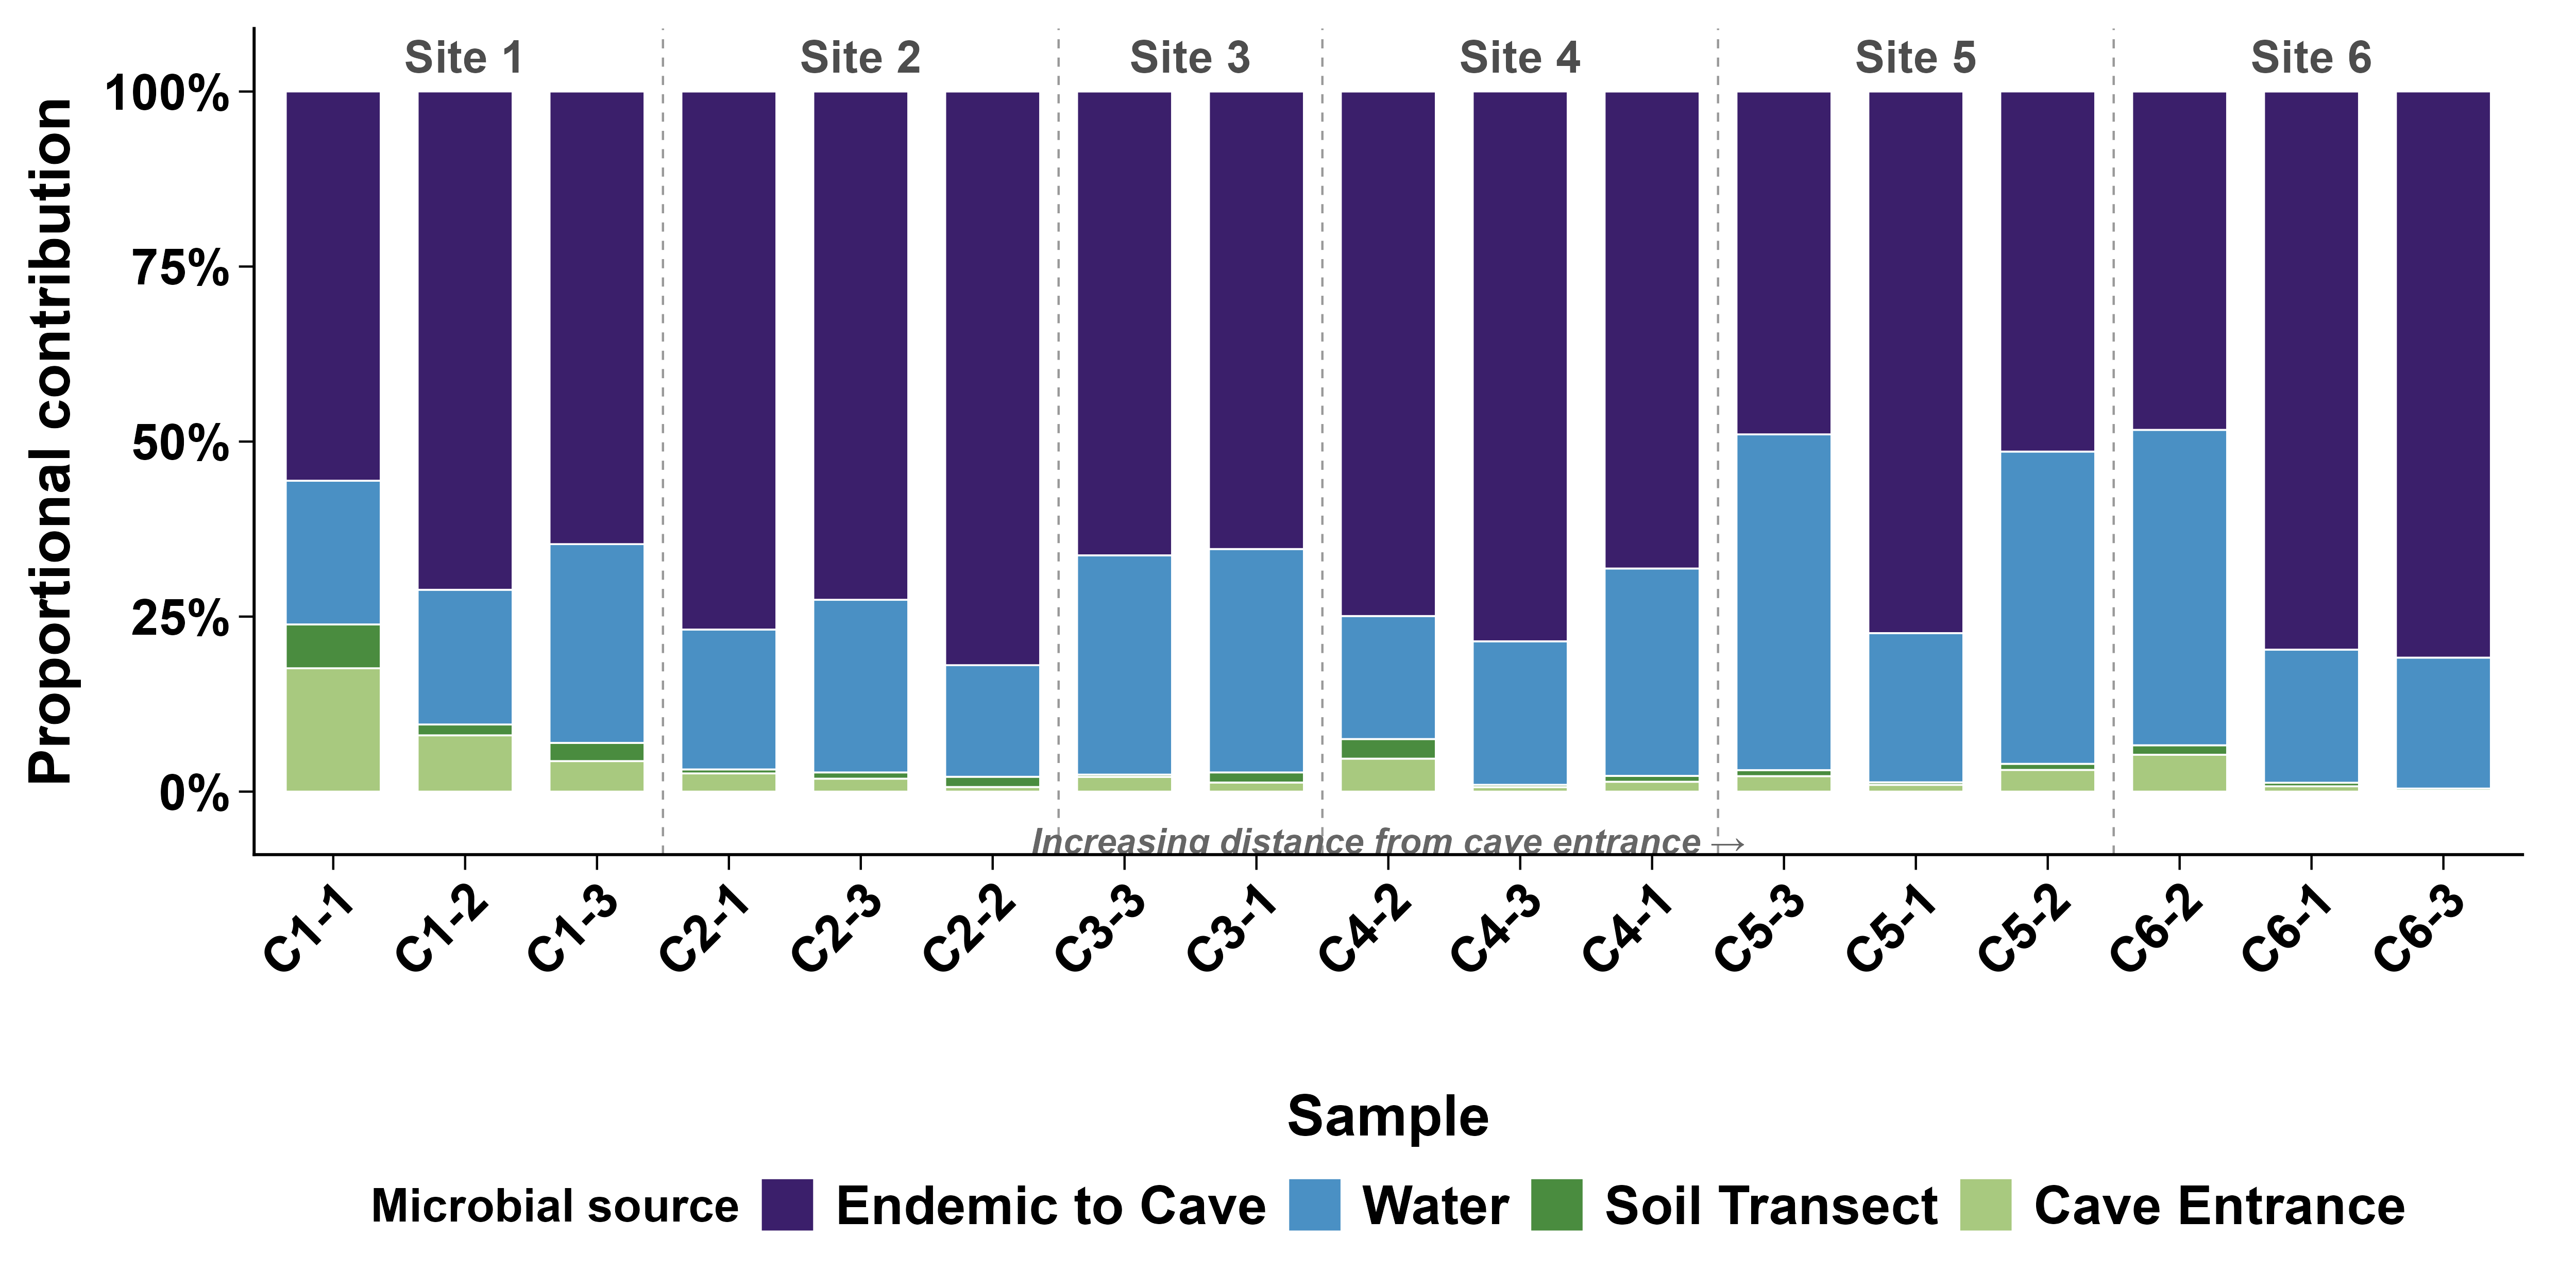 Site 1 Site 2 Site 3 Site 4 Site 5 Site 6
Proportional contribution
100%
75%
50%
25%
0%
Increasing distance from cave entrance →
C1-1 C1-2 C1-3 C2-1 C2-3 C2-2 C3-3 C3-1 C4-2 C4-3 C4-1 C5-3 C5-1 C5-2 C6-2 C6-1 C6-3
Sample
Microbial source Endemic to Cave Water Soil Transect Cave Entrance